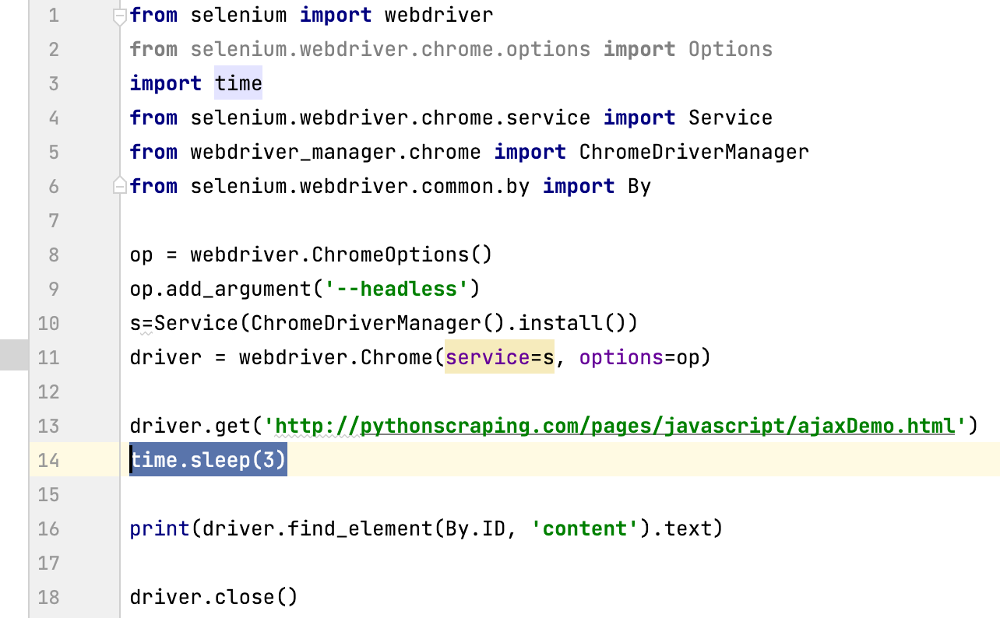 1 from selenium import webdriver
2 from selenium.webdriver.chrome.options import Options
3 import time
4 from selenium.webdriver.chrome.service import Service
5 from webdriver_manager.chrome import ChromeDriverManager
6 from selenium.webdriver.common.by import By
7
8 op = webdriver.ChromeOptions()
9 op.add_argument('--headless')
10 s=Service(ChromeDriverManager().install())
11 driver = webdriver.Chrome(service=s, options=op)
12
13 driver.get('http://pythonscraping.com/pages/javascript/ajaxDemo.html')
14 time.sleep(3)
15
16 print(driver.find_element(By.ID, 'content').text)
17
18 driver.close()